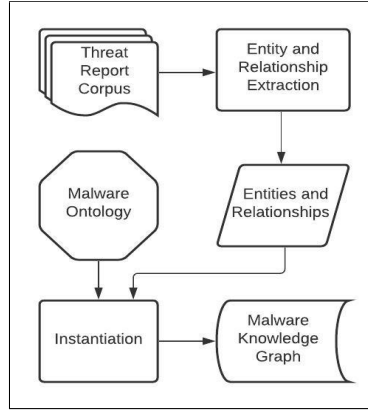 Threat
Report
Corpus
Entity and
Relationship
Extraction
Malware
Ontology
Entities and
Relationships
Instantiation
Malware
Knowledge
Graph